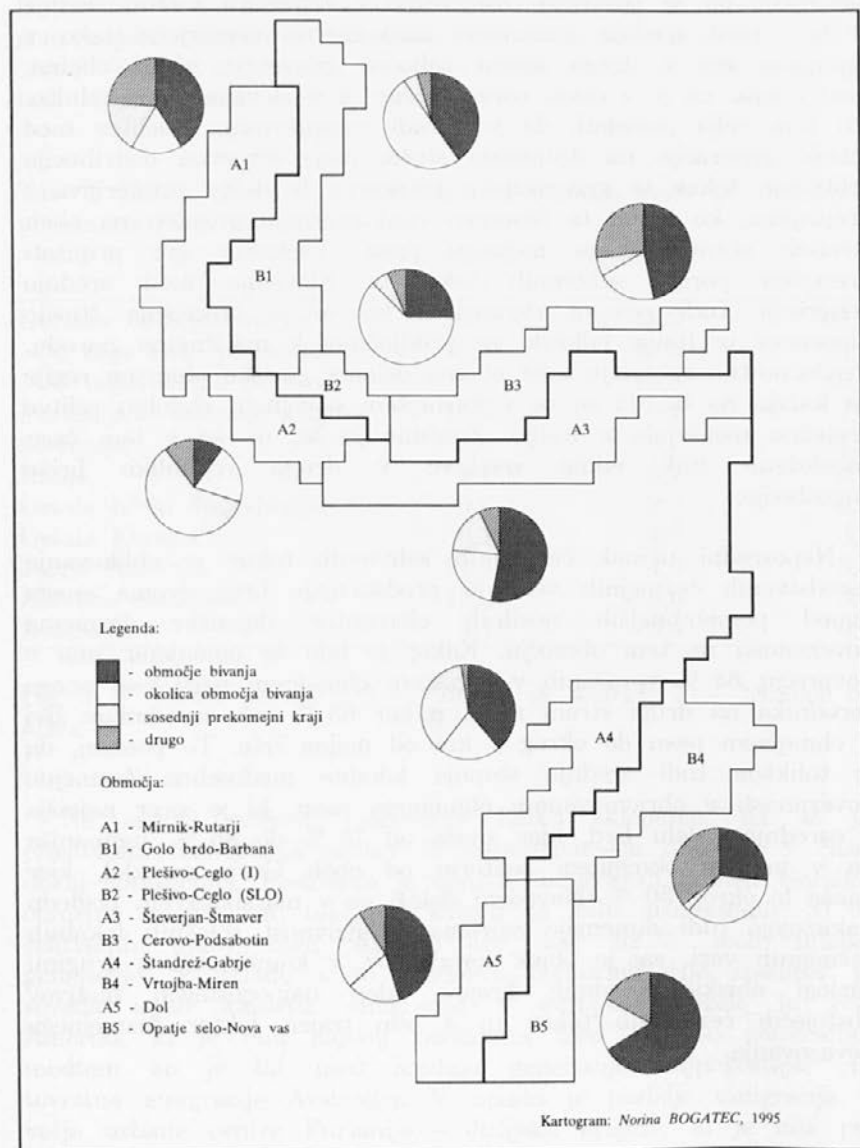 A1
B1
B2
B3
A2
A3
Legenda:
- območje bivanja
- okolica območja bivanja
- sosednji prekomejni kraji
- drugo
Območja:
A1 - Mirnik-Rutarji
B1 - Golo brdo-Barbana
A2 - Plešivo-Ceglo (I)
B2 - Plešivo-Ceglo (SLO)
A3 - Števerjan-Štmaver
B3 - Cerovo-Podsabotin
A4 - Štandrež-Gabrje
B4 - Vrtojba-Miren
A5 - Dol
B5 - Opatje selo-Nova vas
A4
B4
A5
B5
Kartogram: Norina BOGATEC, 1995